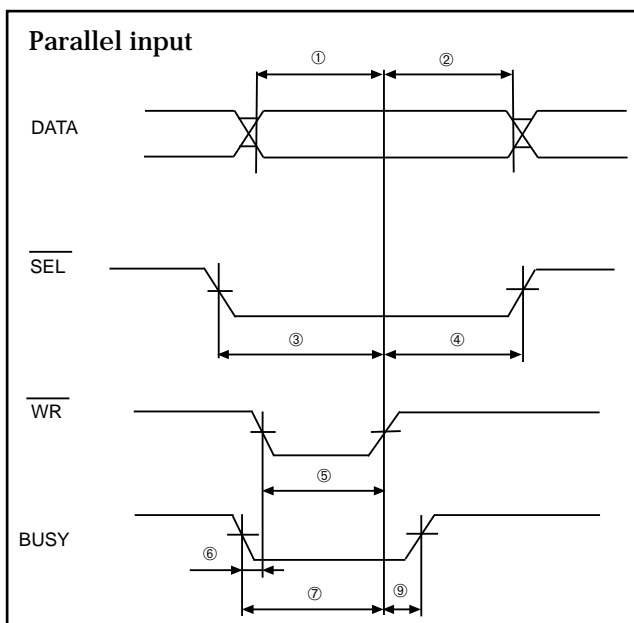 Parallel input
① ②
DATA
SEL
③ ④
WR
⑤
BUSY
⑥
⑦ ⑨